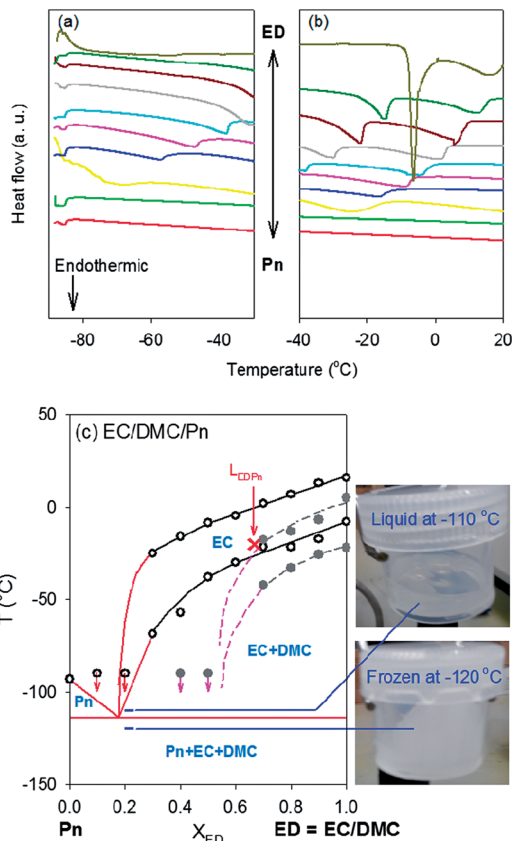 (a)
ED
(b)
Heat flow (a. u.)
Endothermic
Pn
-80
-60
-40
-40
-20
0
20
Temperature (°C)
50
(c) EC/DMC/Pn
L_EDPn
0
EC
Liquid at -110 °C
T (°C)
-50
EC+DMC
-100
Pn
Frozen at -120 °C
Pn+EC+DMC
-150
0.0
0.2
0.4
0.6
0.8
1.0
Pn
X_ED
ED = EC/DMC